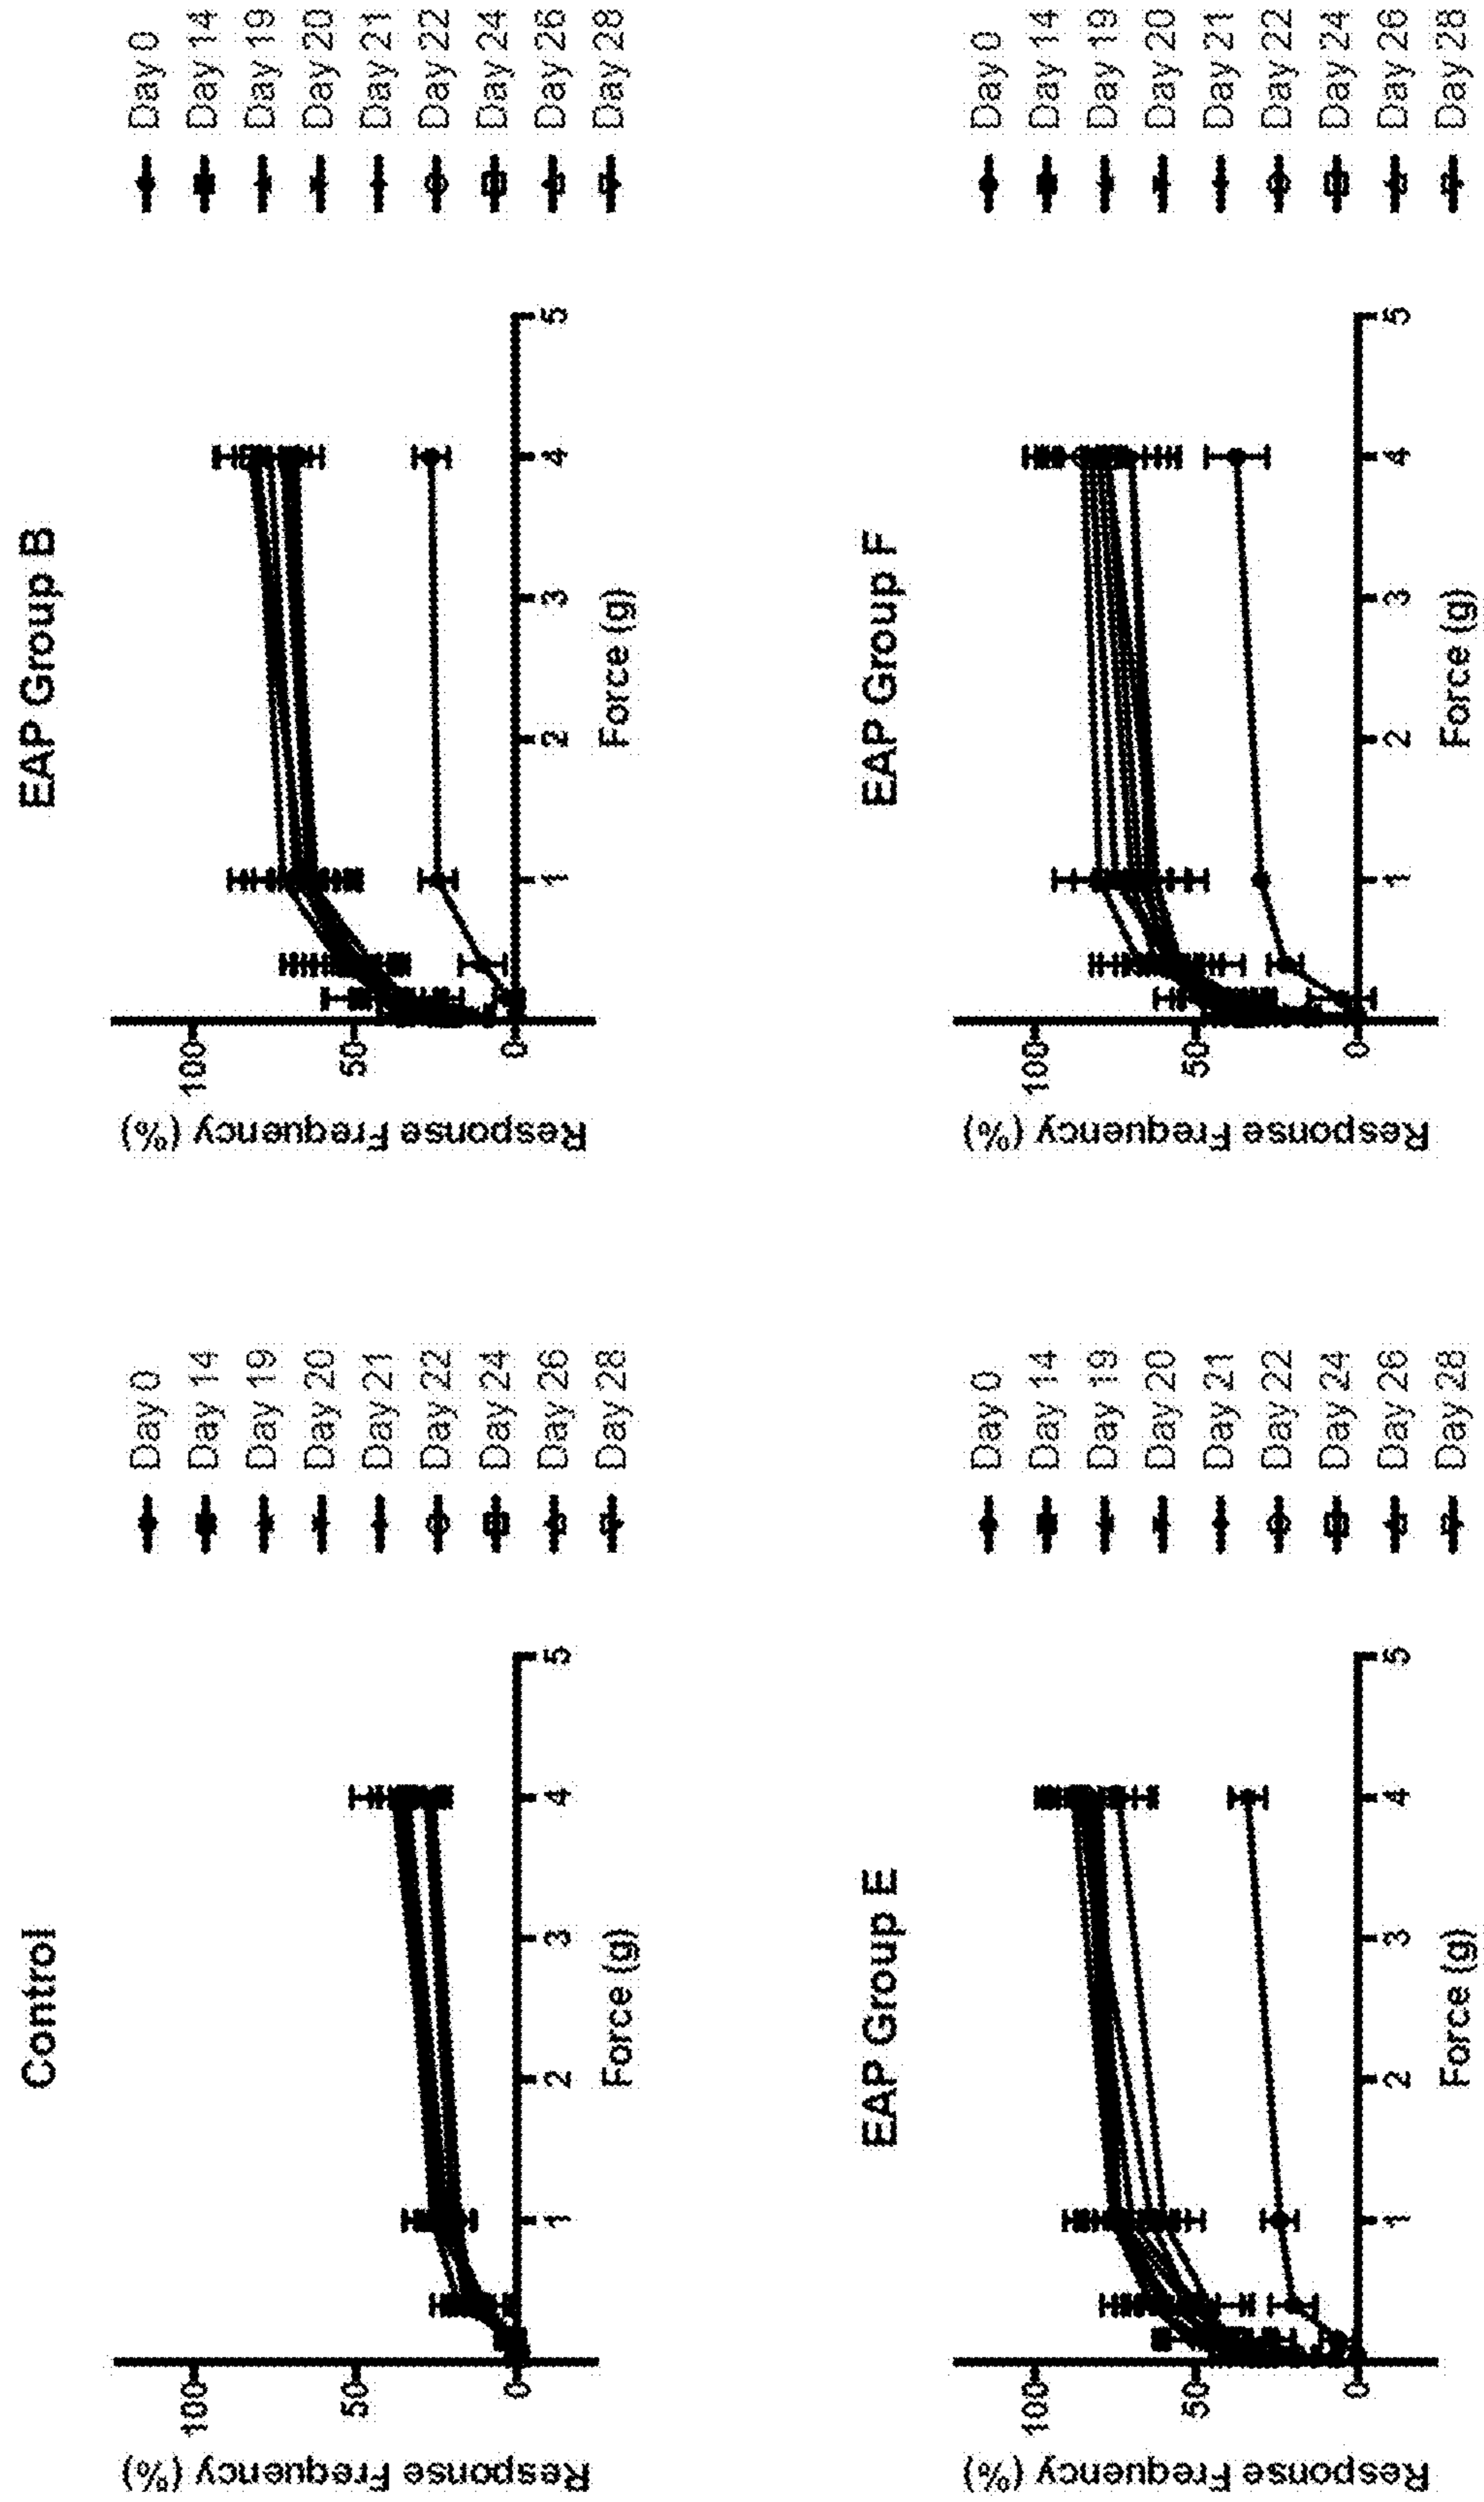 Control
Response Frequency (%)
100
50
0
1
2
3
4
5
Force (g)
Day 0
Day 14
Day 19
Day 20
Day 21
Day 22
Day 24
Day 26
Day 28
EAP Group B
Response Frequency (%)
100
50
0
1
2
3
4
5
Force (g)
Day 0
Day 14
Day 19
Day 20
Day 21
Day 22
Day 24
Day 26
Day 28
EAP Group E
Response Frequency (%)
100
50
0
1
2
3
4
5
Force (g)
Day 0
Day 14
Day 19
Day 20
Day 21
Day 22
Day 24
Day 26
Day 28
EAP Group F
Response Frequency (%)
100
50
0
1
2
3
4
5
Force (g)
Day 0
Day 14
Day 19
Day 20
Day 21
Day 22
Day 24
Day 26
Day 28